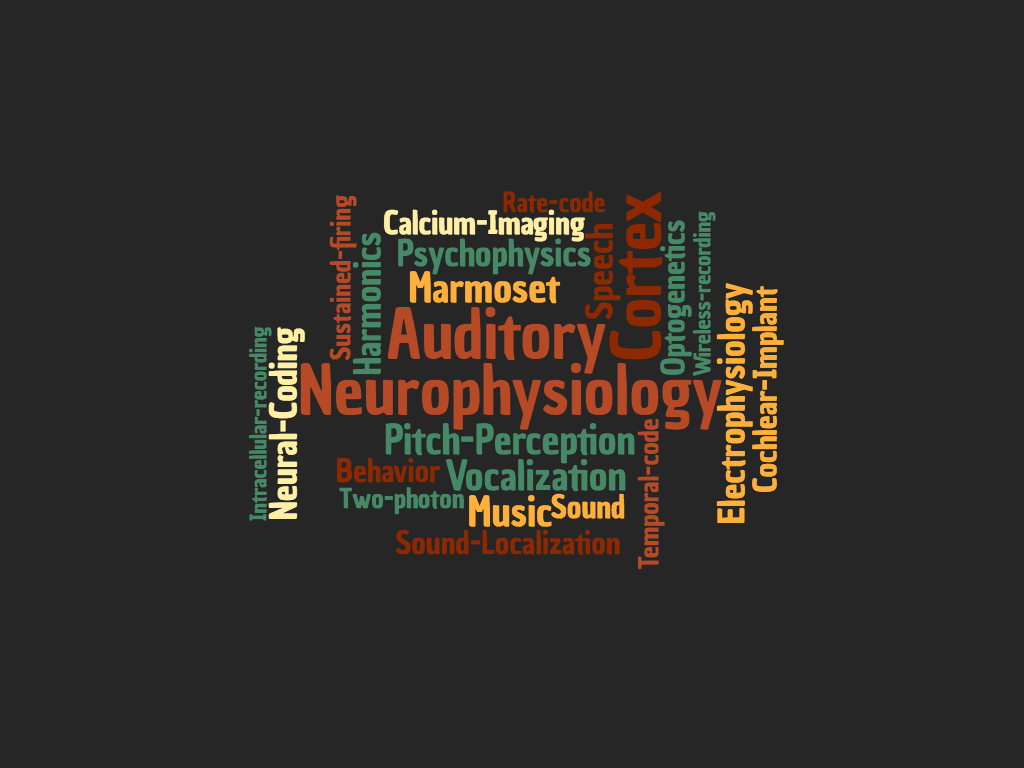 Rate-code
Calcium-Imaging
Psychophysics
Marmoset
Auditory
Neurophysiology
Pitch-Perception
Behavior
Vocalization
Two-photon
Music
Sound
Sound-Localization
Intracellular-recording
Neural-Coding
Sustained-firing
Harmonics
Speech
Cortex
Optogenetics
Wireless-recording
Temporal-code
Electrophysiology
Cochlear-Implant